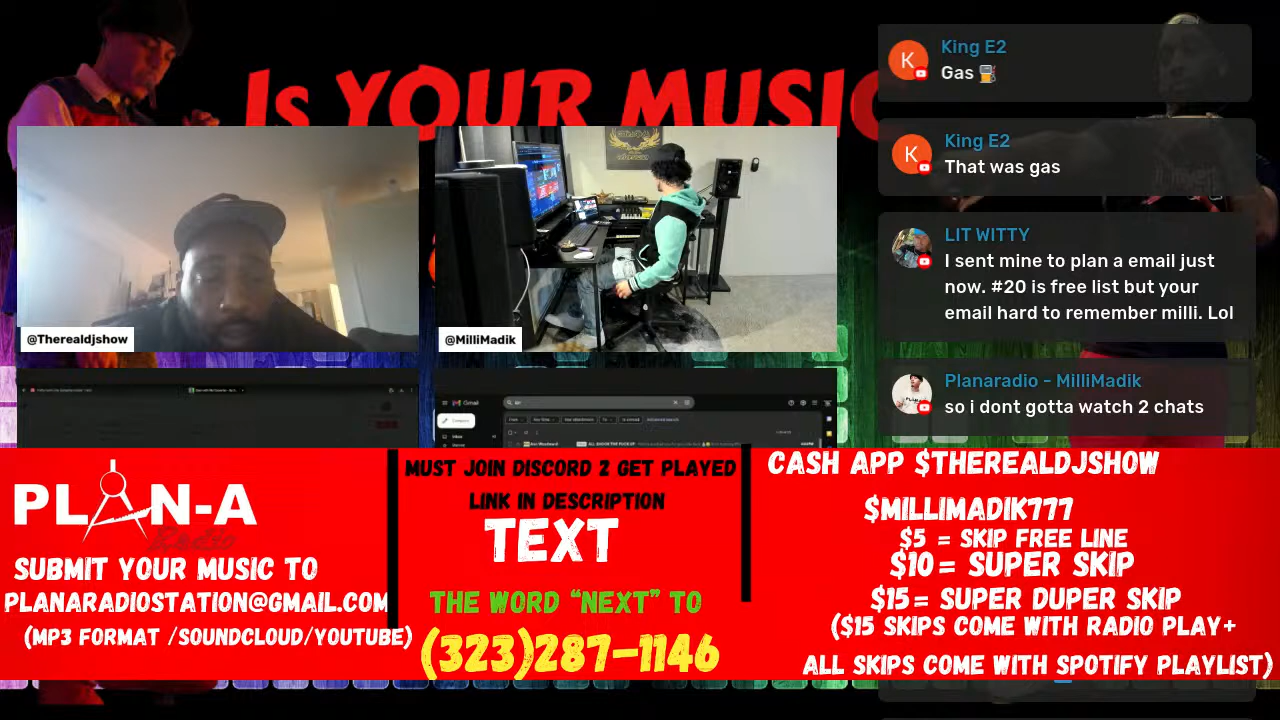 Is YOUR MUSIC
King E2
Gas
King E2
That was gas
LIT WITTY
I sent mine to plan a email just
now. #20 is free list but your
email hard to remember milli. Lol
Planaradio - MilliMadik
so i dont gotta watch 2 chats
@Therealdjshow
@MilliMadik
Gmail
PLAN-A
Radio
SUBMIT YOUR MUSIC TO
PLANARADIOSTATION@GMAIL.COM
(MP3 FORMAT /SOUNDCLOUD/YOUTUBE)
MUST JOIN DISCORD 2 GET PLAYED
LINK IN DESCRIPTION
TEXT
THE WORD “NEXT” TO
(323)287-1146
CASH APP $THEREALDJSHOW
$MILLIMADIK777
$5 = SKIP FREE LINE
$10 = SUPER SKIP
$15= SUPER DUPER SKIP
($15 SKIPS COME WITH RADIO PLAY+
ALL SKIPS COME WITH SPOTIFY PLAYLIST)